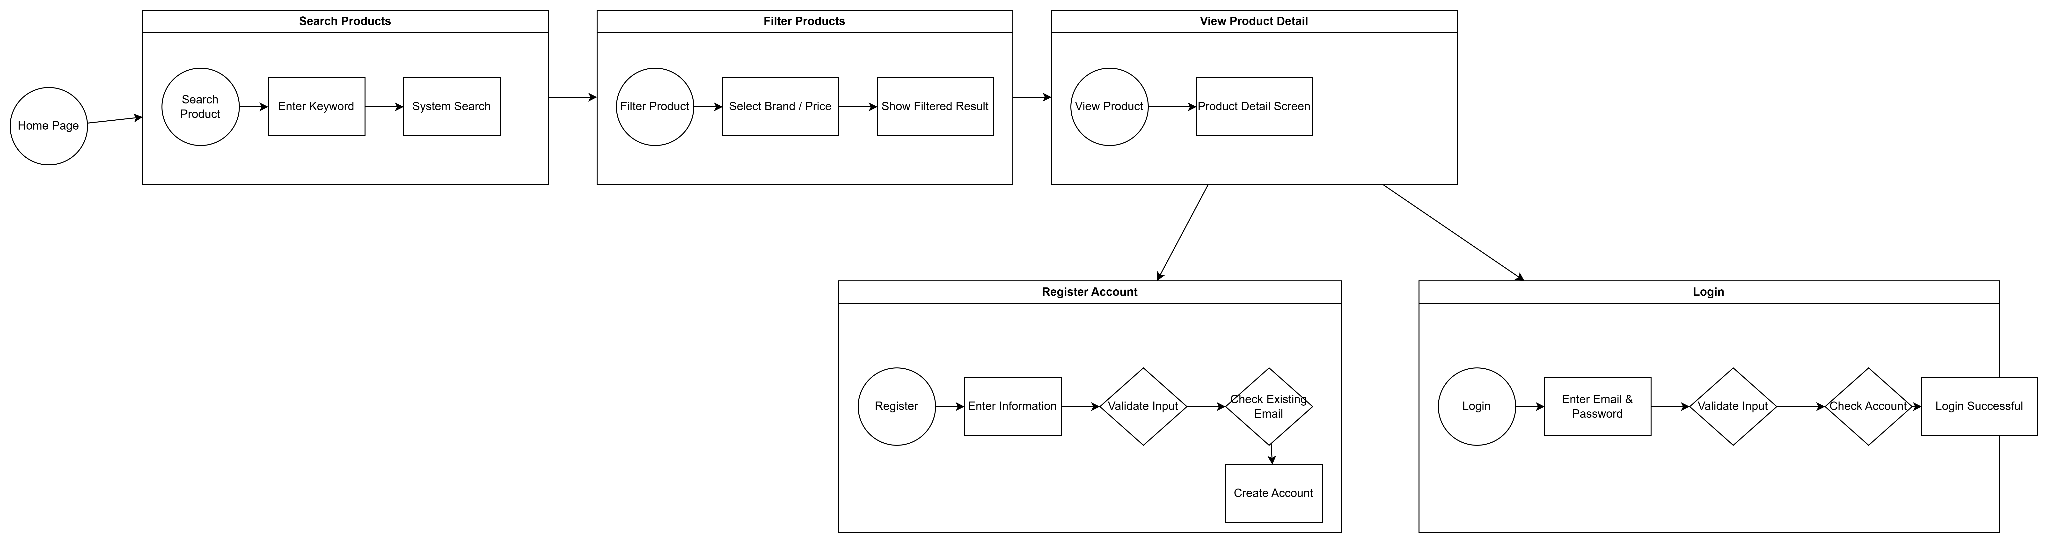 Search Products
Filter Products
View Product Detail
Home Page
Search
Product
Enter Keyword
System Search
Filter Product
Select Brand / Price
Show Filtered Result
View Product
Product Detail Screen
Register Account
Login
Register
Enter Information
Validate Input
Check Existing
Email
Create Account
Login
Enter Email &
Password
Validate Input
Check Account
Login Successful